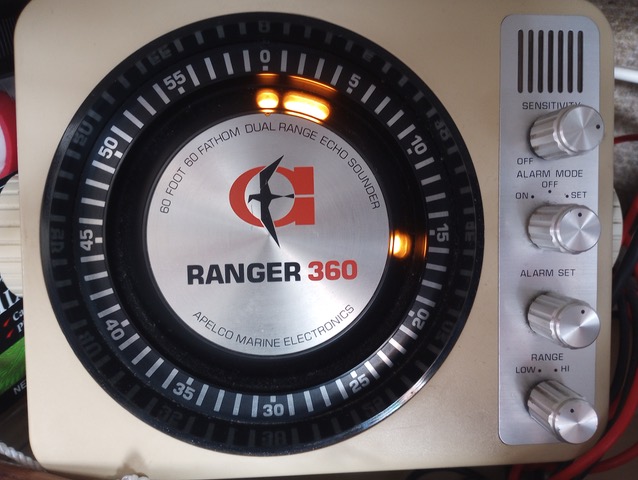 0
5
10
15
20
25
30
35
40
45
50
55
60 FOOT 60 FATHOM DUAL RANGE ECHO SOUNDER
RANGER 360
APELCO MARINE ELECTRONICS
SENSITIVITY
OFF
ALARM MODE
OFF
ON SET
ALARM SET
RANGE
LOW HI